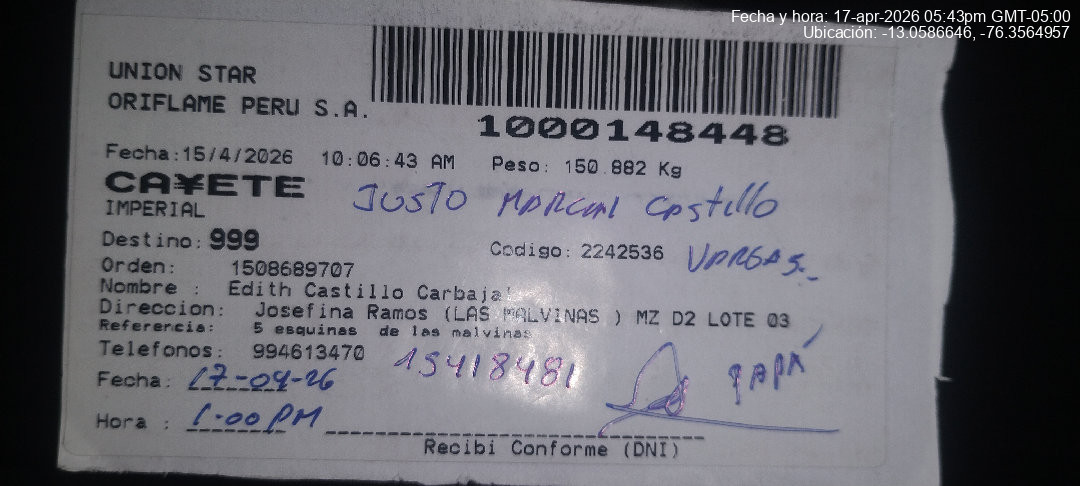 Fecha y hora: 17-apr-2026 05:43pm GMT-05:00
Ubicación: -13.0586646, -76.3564957
UNION STAR
ORIFLAME PERU S.A.
1000148448
Fecha:15/4/2026 10:06:43 AM Peso: 150.882 Kg
CA¥ETE
IMPERIAL
JUSTO MARCIAL Castillo
VARGAS.
Destino: 999
Codigo: 2242536
Orden: 1508689707
Nombre : Edith Castillo Carbajal
Direccion: Josefina Ramos (LAS MALVINAS ) MZ D2 LOTE 03
Referencia: 5 esquinas de las malvinas
Telefonos: 994613470
15418481
PAPÁ
Fecha: 17-04-26
Hora : 1:00 PM
Recibi Conforme (DNI)